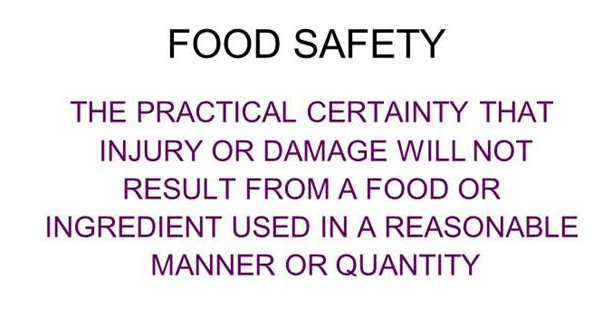 FOOD SAFETY
THE PRACTICAL CERTAINTY THAT
INJURY OR DAMAGE WILL NOT
RESULT FROM A FOOD OR
INGREDIENT USED IN A REASONABLE
MANNER OR QUANTITY